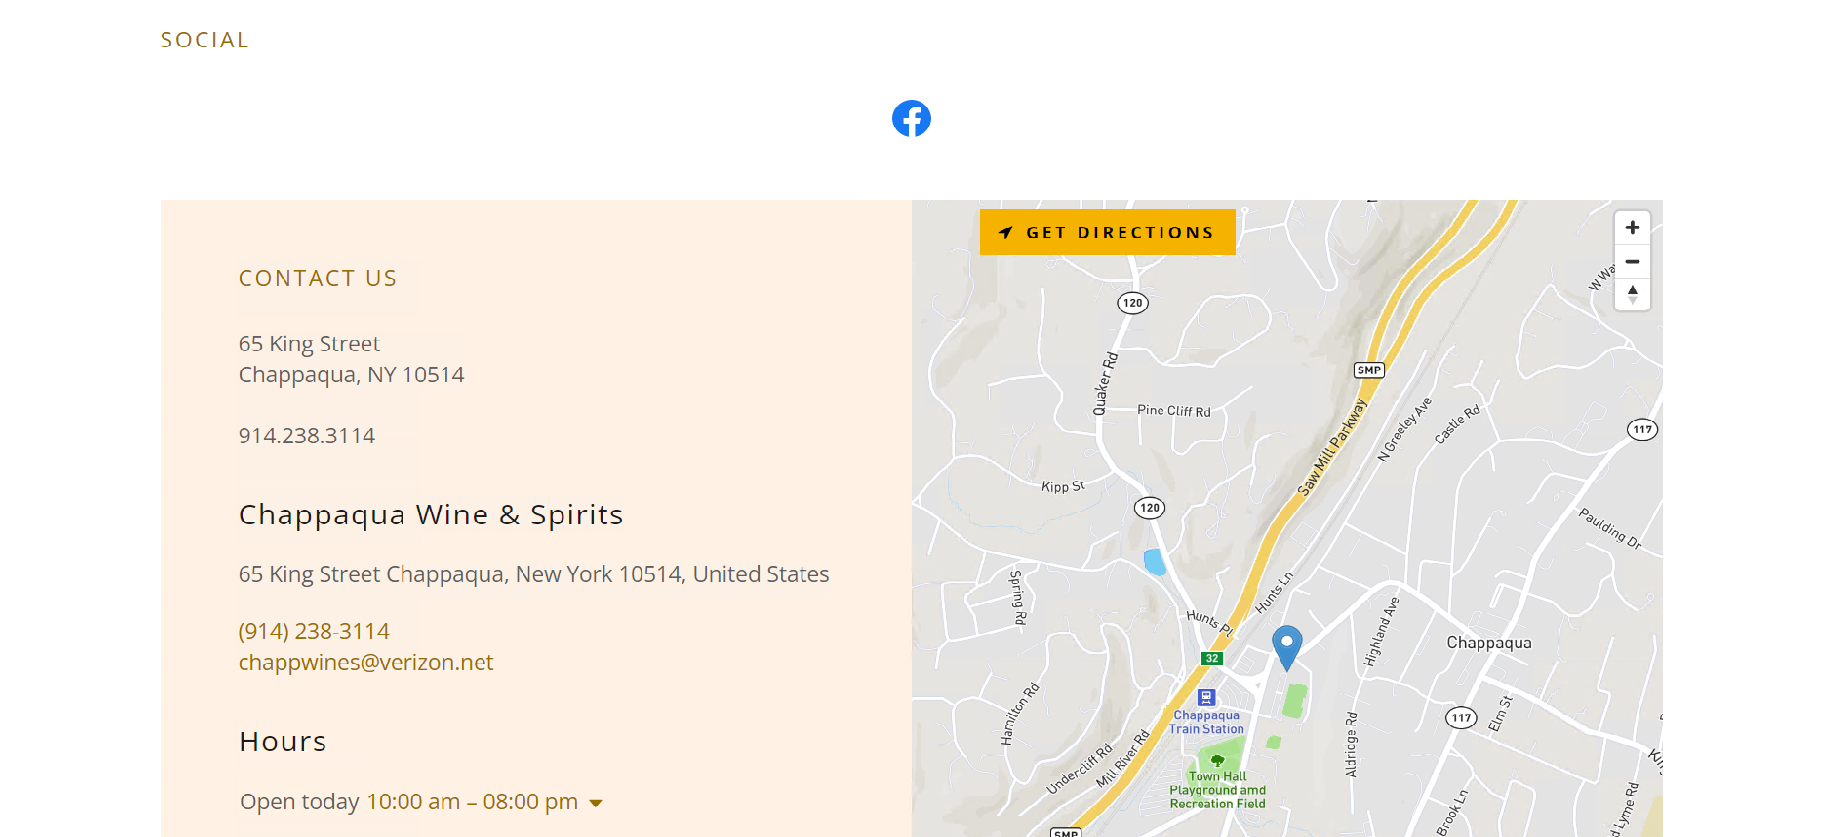 SOCIAL
GET DIRECTIONS
CONTACT US
65 King Street
Chappaqua, NY 10514
914.238.3114
Chappaqua Wine & Spirits
65 King Street Chappaqua, New York 10514, United States
(914) 238-3114
chappwines@verizon.net
Hours
Open today 10:00 am – 08:00 pm
120
Quaker Rd
Pine Cliff Rd
SMP
Saw Mill Parkway
N Greeley Ave
Castle Rd
117
W Way
Kipp St
120
Paulding Dr
Spring Rd
Hunts Ln
Hunts Pl
Highland Ave
Chappaqua
32
Chappaqua
Train Station
Hamilton Rd
Undercliff Rd
Mill River Rd
Aldridge Rd
117
Elm St
Town Hall
Playground amd
Recreation Field
Brook Ln
d Lyme Rd
SMP